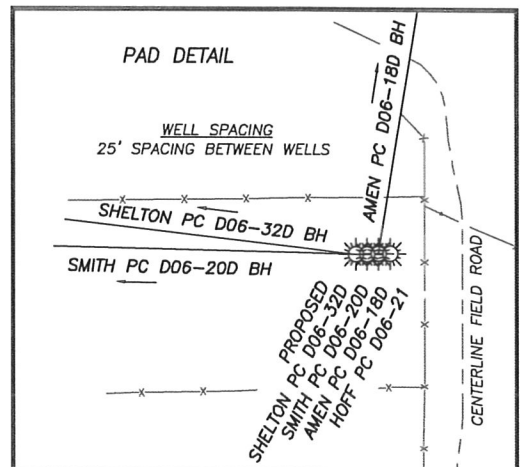 PAD DETAIL
WELL SPACING
25' SPACING BETWEEN WELLS
AMEN PC D06-18D BH
SHELTON PC D06-32D BH
SMITH PC D06-20D BH
CENTERLINE FIELD ROAD
PROPOSED
SHELTON PC D06-32D
SMITH PC D06-20D
AMEN PC D06-18D
HOFF PC D06-21